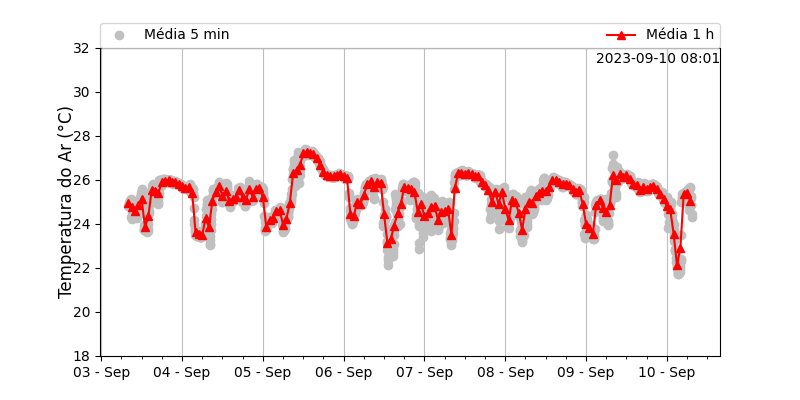 Média 5 min
Média 1 h
2023-09-10 08:01
Temperatura do Ar (°C)
32
30
28
26
24
22
20
18
03 - Sep
04 - Sep
05 - Sep
06 - Sep
07 - Sep
08 - Sep
09 - Sep
10 - Sep